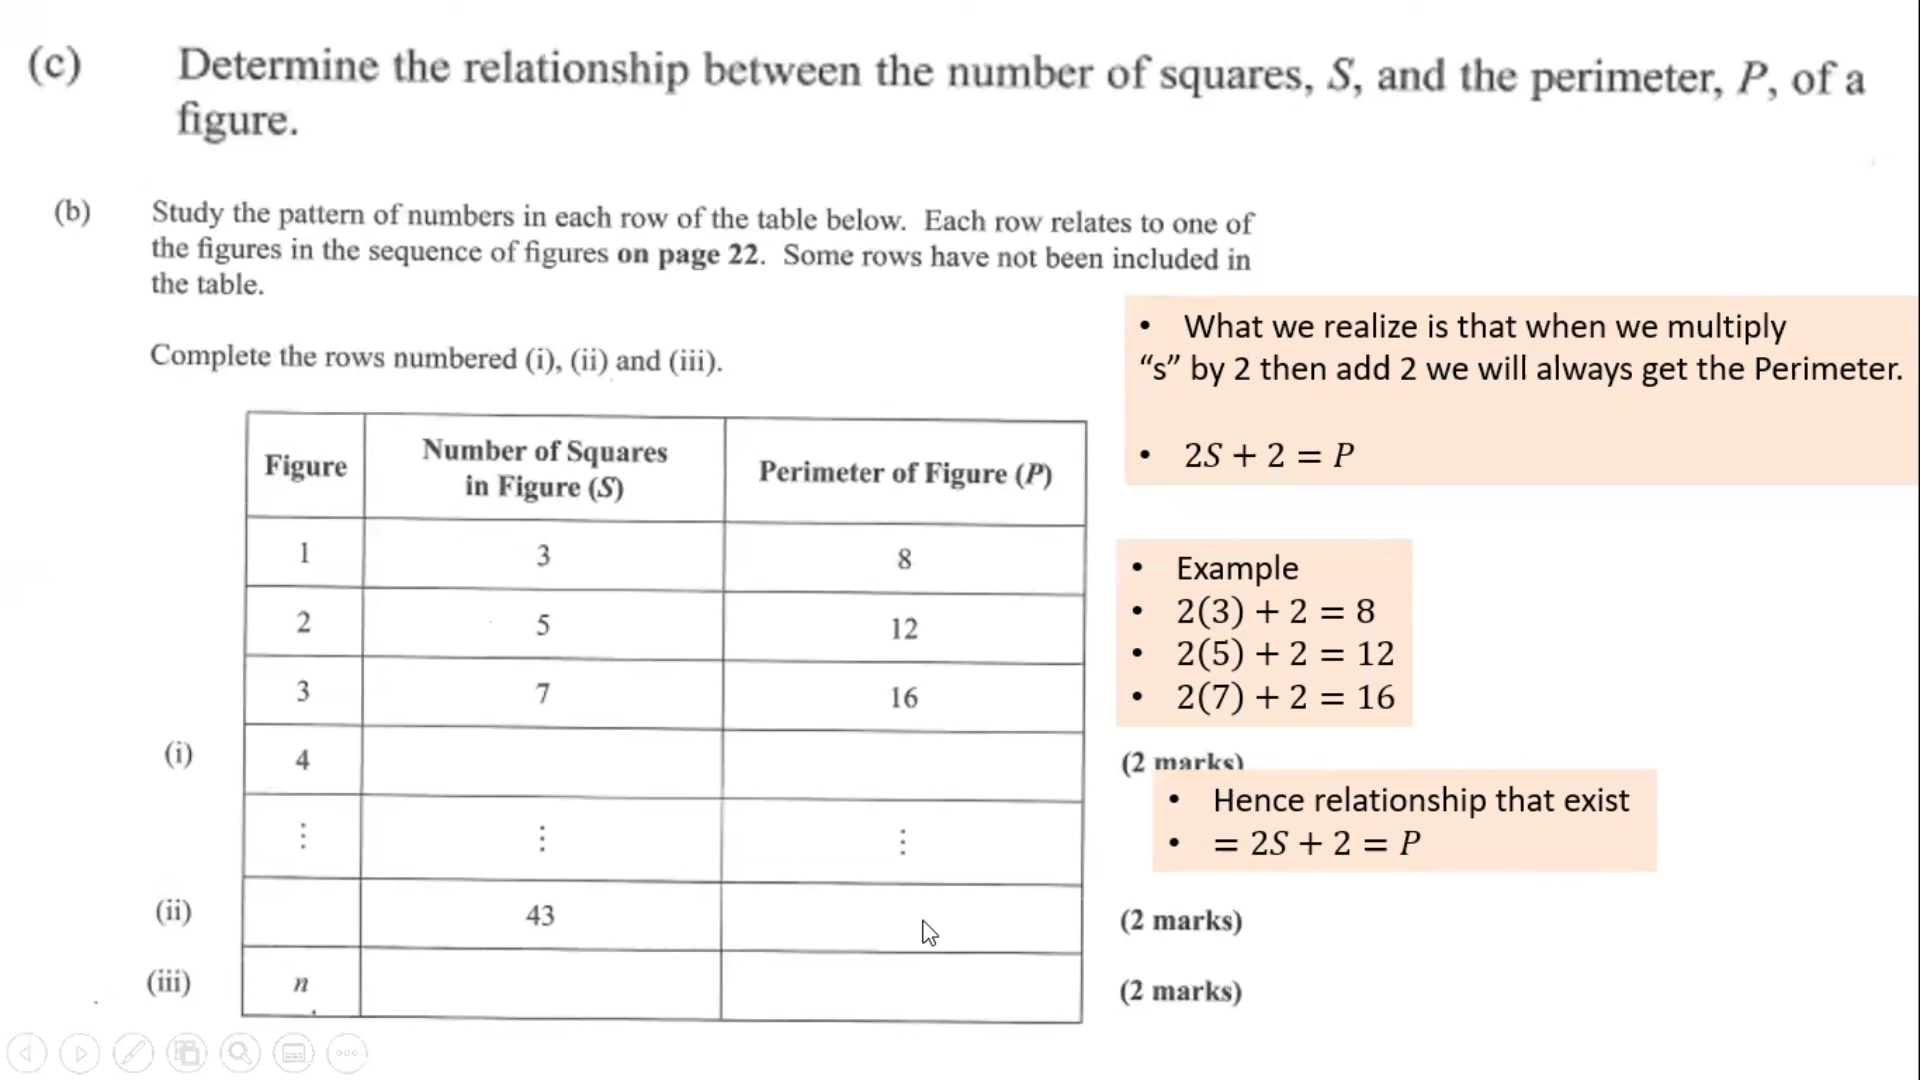 (c) Determine the relationship between the number of squares, S, and the perimeter, P, of a
figure.
(b) Study the pattern of numbers in each row of the table below. Each row relates to one of
the figures in the sequence of figures on page 22. Some rows have not been included in
the table.
Complete the rows numbered (i), (ii) and (iii).
• What we realize is that when we multiply
“s” by 2 then add 2 we will always get the Perimeter.
• 2S + 2 = P
Figure
Number of Squares
in Figure (S)
Perimeter of Figure (P)
1 3 8
2 5 12
3 7 16
(i) 4 (2 marks)
⋮ ⋮ ⋮
(ii) 43 (2 marks)
(iii) n (2 marks)
• Example
• 2(3) + 2 = 8
• 2(5) + 2 = 12
• 2(7) + 2 = 16
• Hence relationship that exist
• = 2S + 2 = P